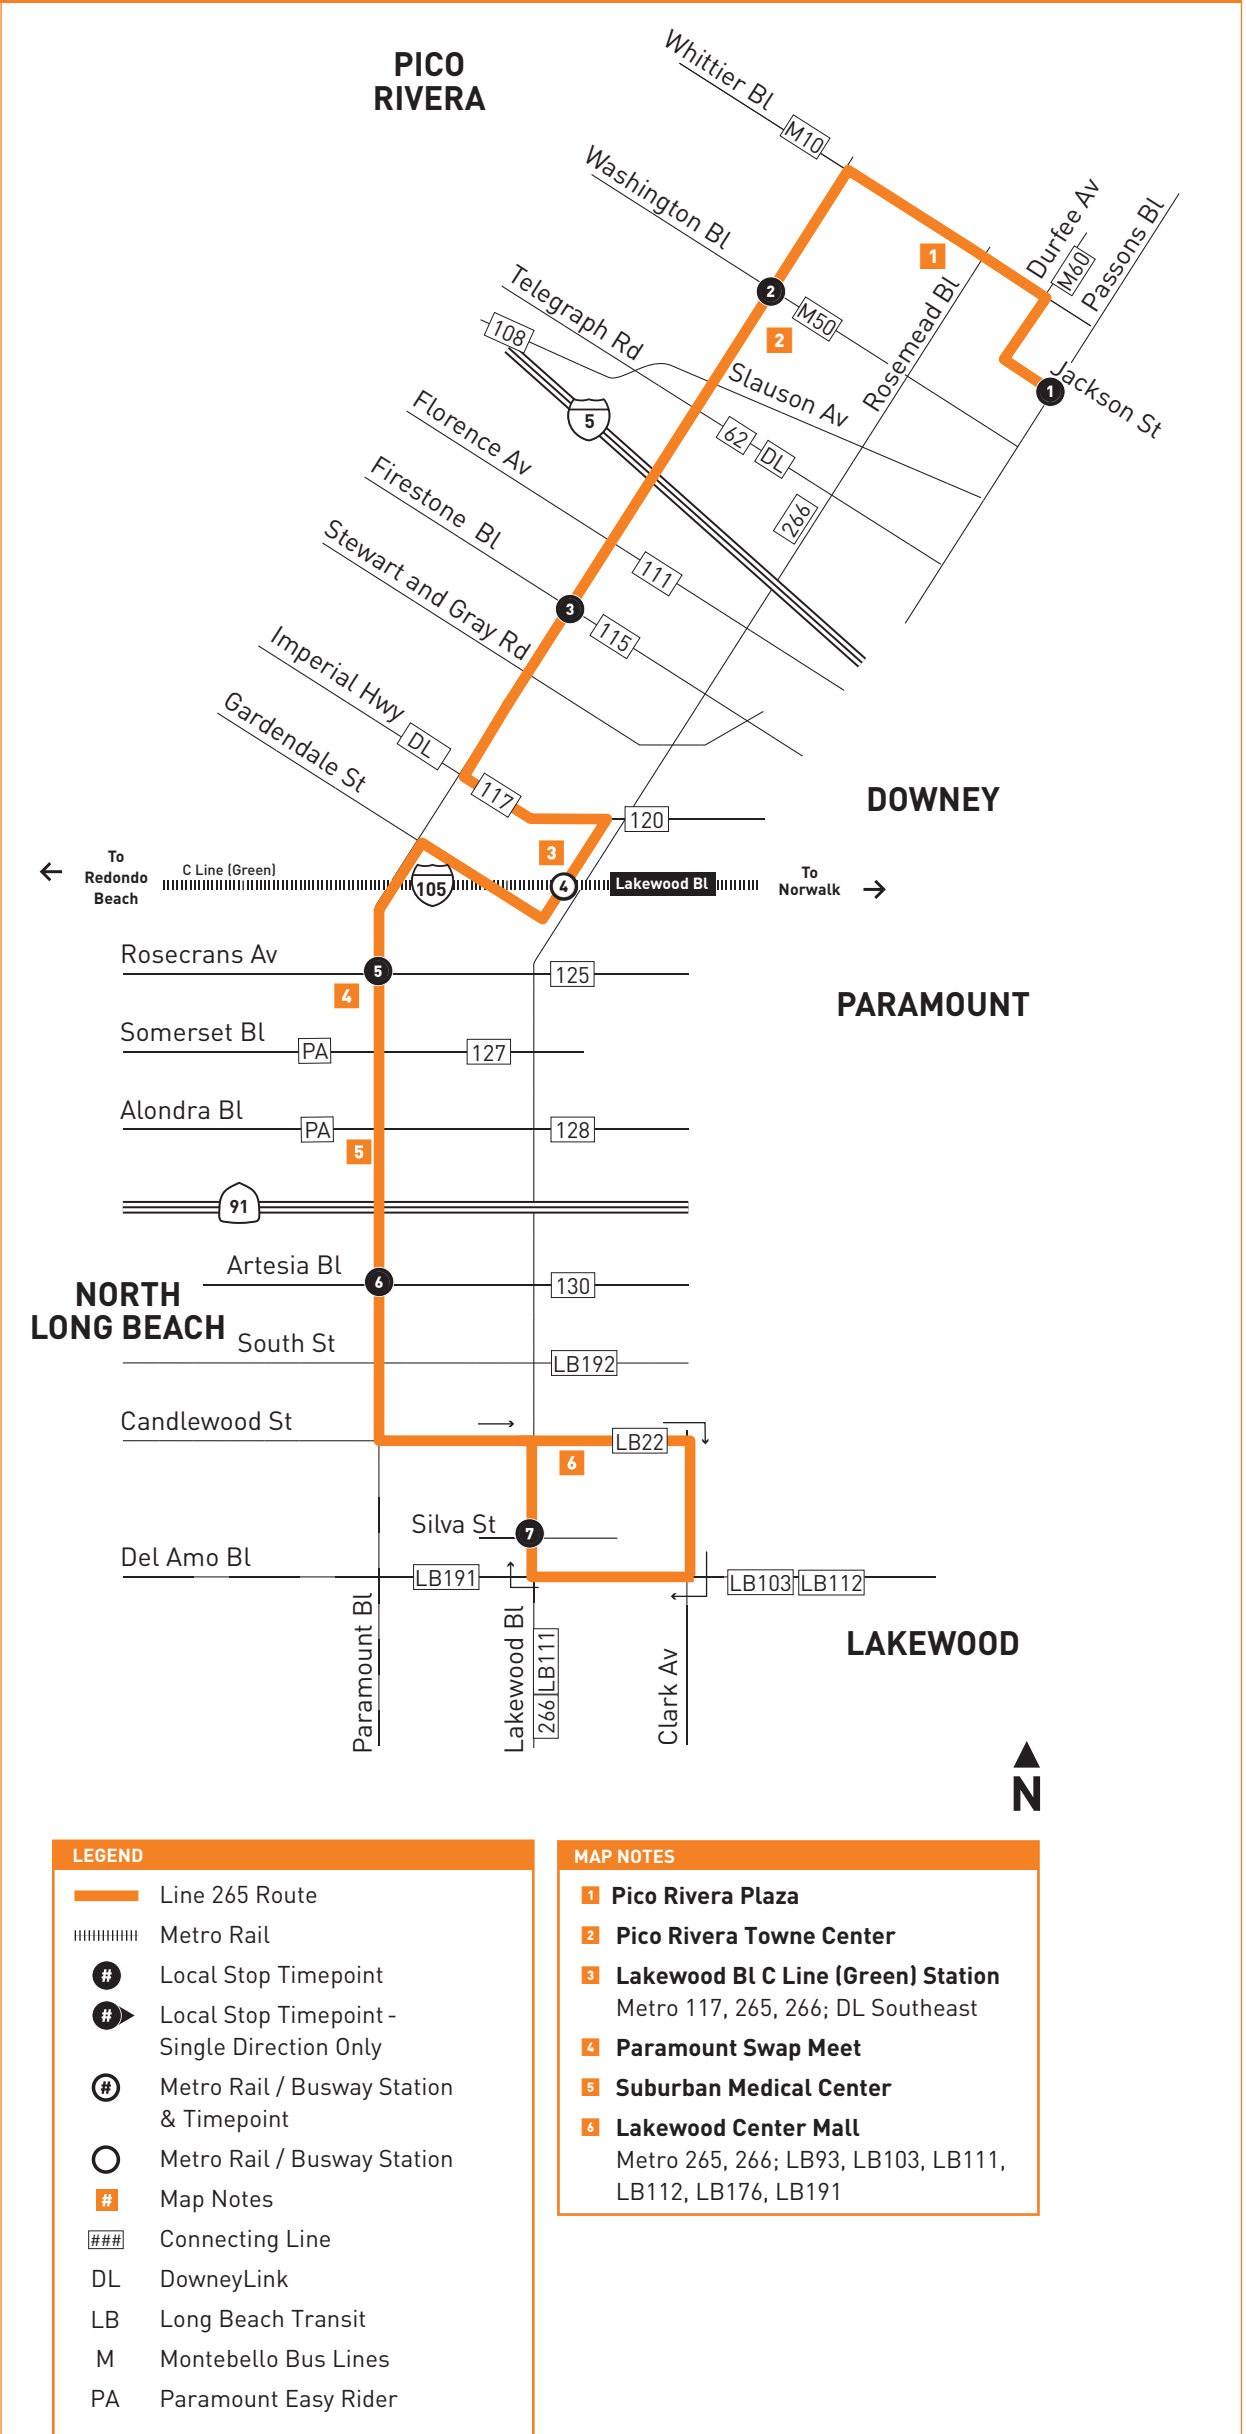 PICO
RIVERA
Whittier Bl
M10
Washington Bl
Durfee Av
M60
Passons Bl
1
Telegraph Rd
2
M50
2
Rosemead Bl
108
Slauson Av
Jackson St
1
5
Florence Av
62
DL
Firestone Bl
266
Stewart and Gray Rd
111
3
115
Imperial Hwy
DL
Gardendale St
117
DOWNEY
120
3
To
Redondo
Beach
C Line (Green)
105
4
Lakewood Bl
To
Norwalk
Rosecrans Av
5
125
4
PARAMOUNT
Somerset Bl
PA
127
Alondra Bl
PA
128
5
91
Artesia Bl
6
130
NORTH
LONG BEACH
South St
LB192
Candlewood St
LB22
6
Silva St
7
Del Amo Bl
LB191
LB103
LB112
Paramount Bl
Lakewood Bl
266
LB111
Clark Av
LAKEWOOD
N
LEGEND
Line 265 Route
Metro Rail
# Local Stop Timepoint
# Local Stop Timepoint -
Single Direction Only
# Metro Rail / Busway Station
& Timepoint
Metro Rail / Busway Station
# Map Notes
### Connecting Line
DL DowneyLink
LB Long Beach Transit
M Montebello Bus Lines
PA Paramount Easy Rider
MAP NOTES
1 Pico Rivera Plaza
2 Pico Rivera Towne Center
3 Lakewood Bl C Line (Green) Station
Metro 117, 265, 266; DL Southeast
4 Paramount Swap Meet
5 Suburban Medical Center
6 Lakewood Center Mall
Metro 265, 266; LB93, LB103, LB111,
LB112, LB176, LB191